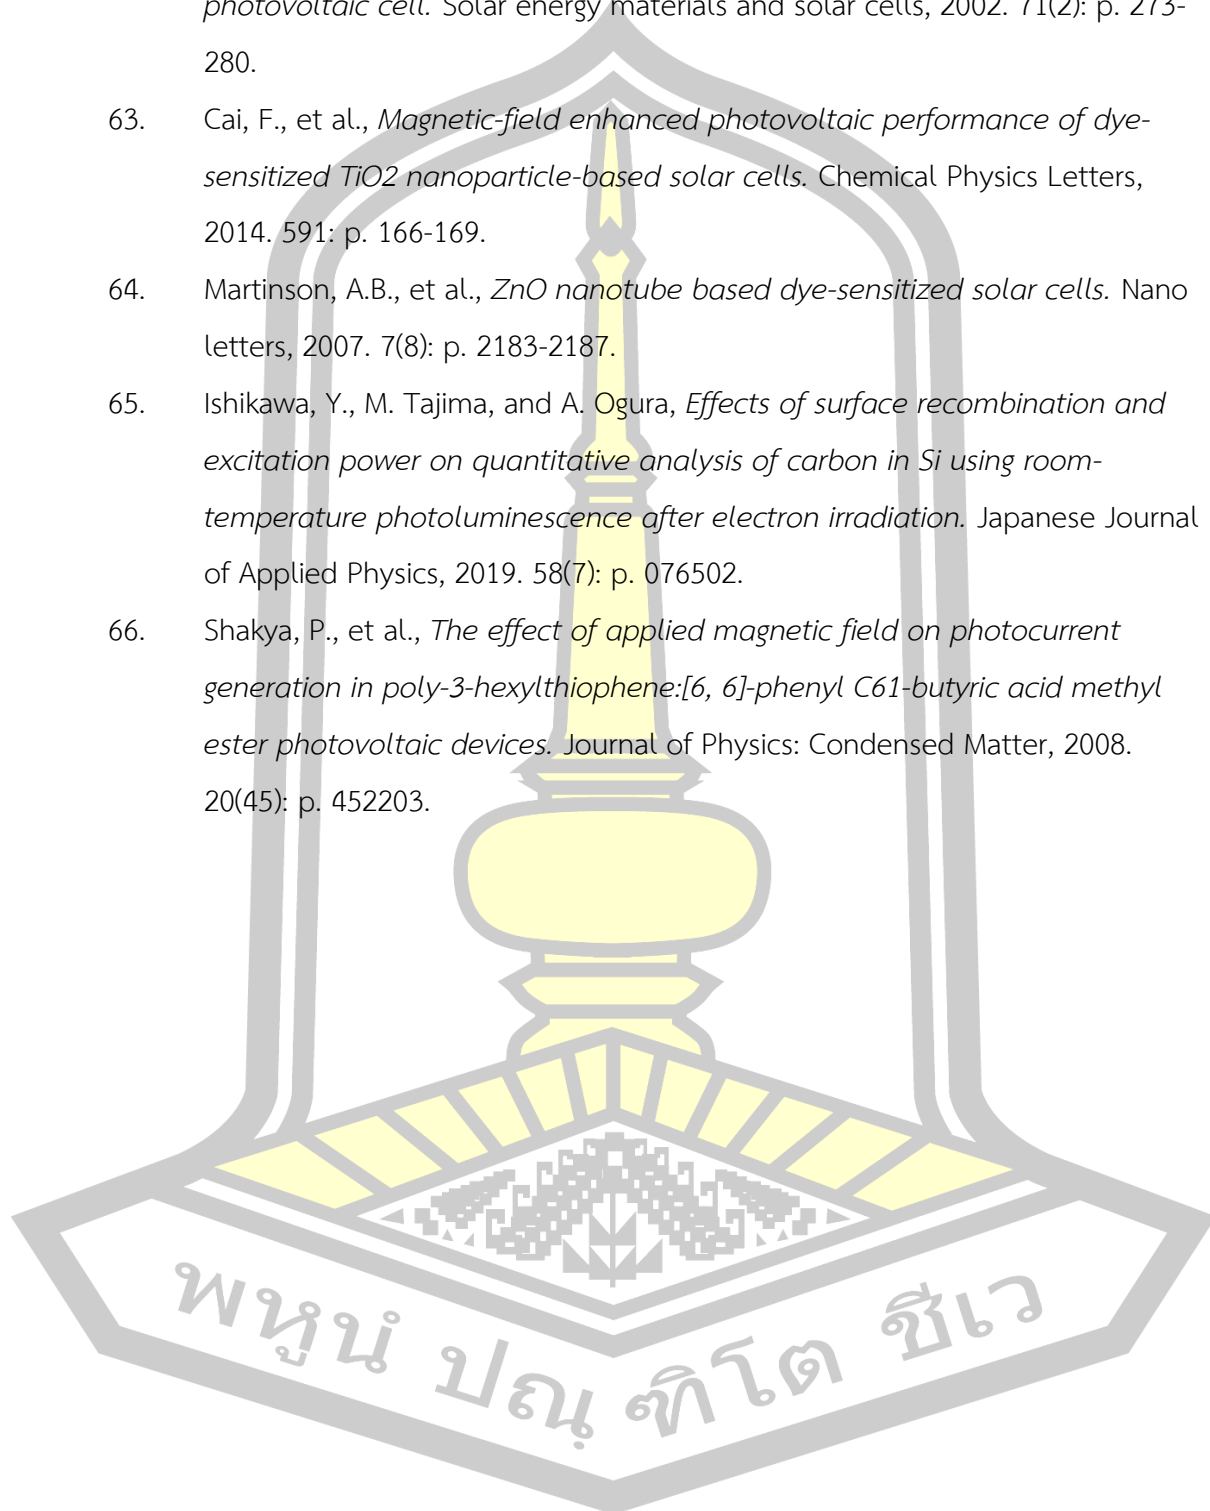 photovoltaic cell. Solar energy materials and solar cells, 2002. 71(2): p. 273-
280.
63. Cai, F., et al., Magnetic-field enhanced photovoltaic performance of dye-
sensitized TiO2 nanoparticle-based solar cells. Chemical Physics Letters,
2014. 591: p. 166-169.
64. Martinson, A.B., et al., ZnO nanotube based dye-sensitized solar cells. Nano
letters, 2007. 7(8): p. 2183-2187.
65. Ishikawa, Y., M. Tajima, and A. Ogura, Effects of surface recombination and
excitation power on quantitative analysis of carbon in Si using room-
temperature photoluminescence after electron irradiation. Japanese Journal
of Applied Physics, 2019. 58(7): p. 076502.
66. Shakya, P., et al., The effect of applied magnetic field on photocurrent
generation in poly-3-hexylthiophene:[6, 6]-phenyl C61-butyric acid methyl
ester photovoltaic devices. Journal of Physics: Condensed Matter, 2008.
20(45): p. 452203.
พหูนํ ปณฺ ฑิโต ชีเว